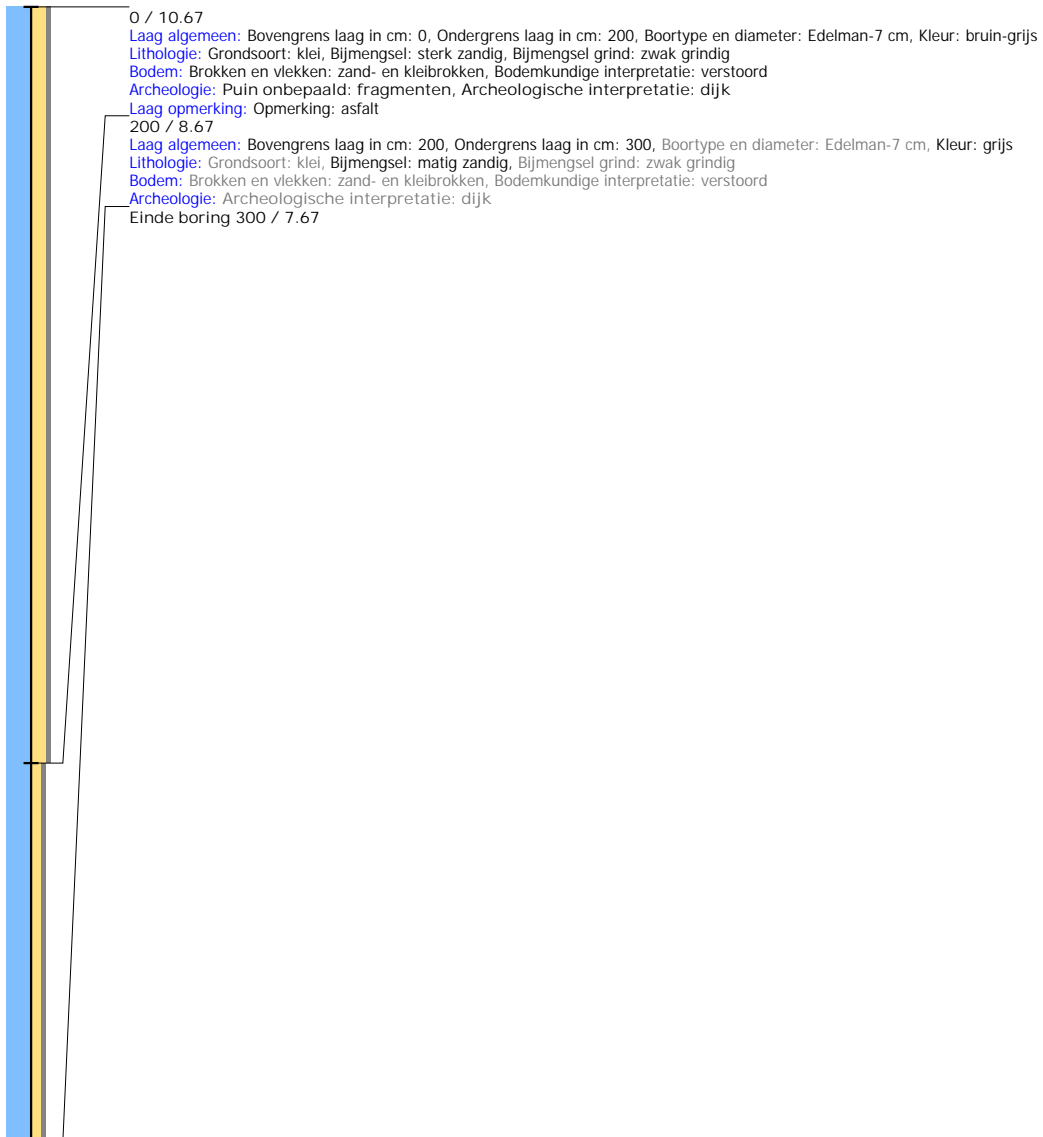 0 / 10.67
Laag algemeen: Bovengrens laag in cm: 0, Ondergrens laag in cm: 200, Boortype en diameter: Edelman-7 cm, Kleur: bruin-grijs
Lithologie: Grondsoort: klei, Bijmengsel: sterk zandig, Bijmengsel grind: zwak grindig
Bodem: Brokken en vlekken: zand- en kleibrokken, Bodemkundige interpretatie: verstoord
Archeologie: Puin onbepaald: fragmenten, Archeologische interpretatie: dijk
Laag opmerking: Opmerking: asfalt
200 / 8.67
Laag algemeen: Bovengrens laag in cm: 200, Ondergrens laag in cm: 300, Boortype en diameter: Edelman-7 cm, Kleur: grijs
Lithologie: Grondsoort: klei, Bijmengsel: matig zandig, Bijmengsel grind: zwak grindig
Bodem: Brokken en vlekken: zand- en kleibrokken, Bodemkundige interpretatie: verstoord
Archeologie: Archeologische interpretatie: dijk
Einde boring 300 / 7.67